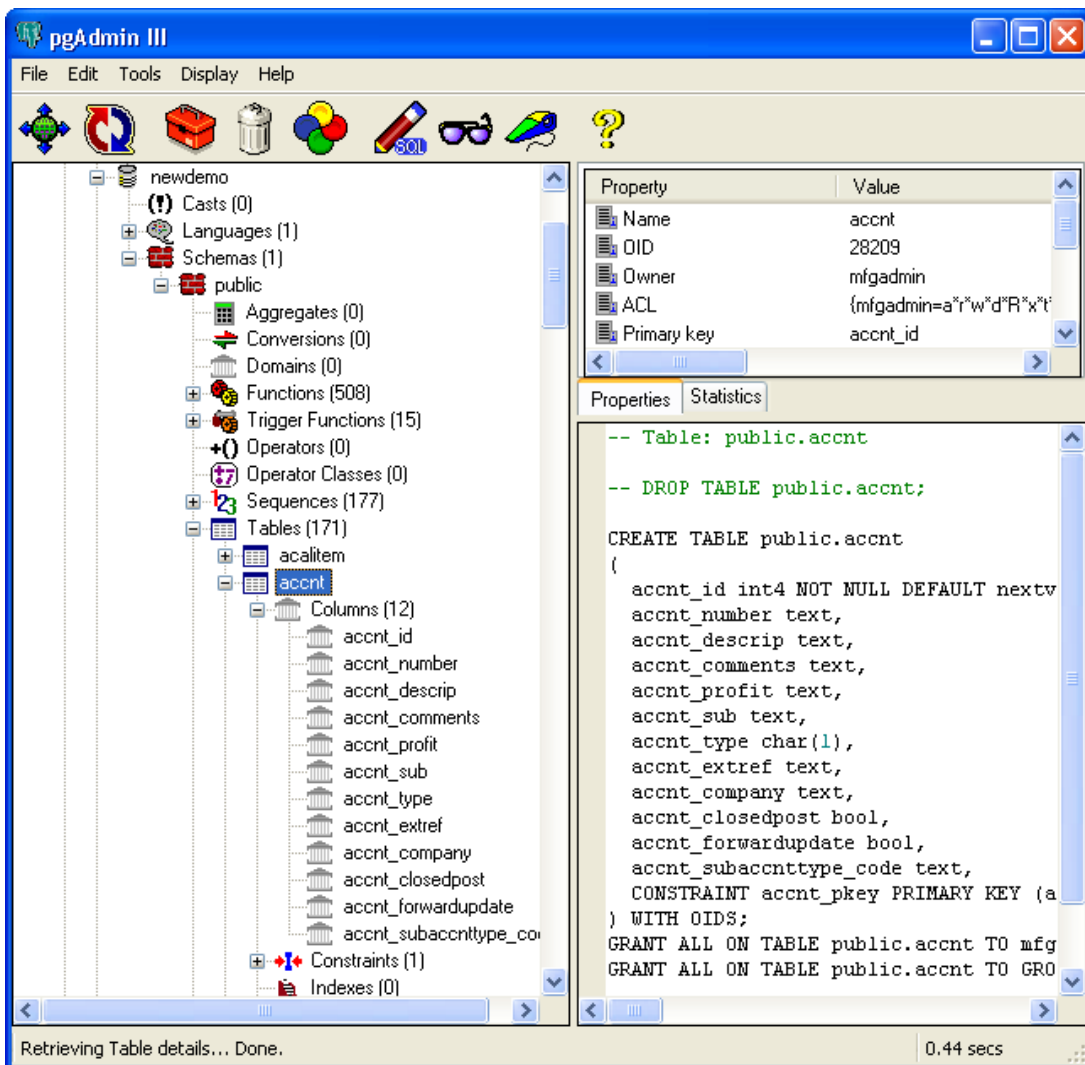 pgAdmin III
File Edit Tools Display Help
SQL
newdemo
Casts (0)
Languages (1)
Schemas (1)
public
Aggregates (0)
Conversions (0)
Domains (0)
Functions (508)
Trigger Functions (15)
Operators (0)
Operator Classes (0)
Sequences (177)
Tables (171)
acalitem
accnt
Columns (12)
accnt_id
accnt_number
accnt_descrip
accnt_comments
accnt_profit
accnt_sub
accnt_type
accnt_extref
accnt_company
accnt_closedpost
accnt_forwardupdate
accnt_subaccnttype_co
Constraints (1)
Indexes (0)
Property Value
Name accnt
OID 28209
Owner mfgadmin
ACL {mfgadmin=a*r*w*d*R*x*t*
Primary key accnt_id
Properties Statistics
-- Table: public.accnt
-- DROP TABLE public.accnt;
CREATE TABLE public.accnt
(
accnt_id int4 NOT NULL DEFAULT nextv
accnt_number text,
accnt_descrip text,
accnt_comments text,
accnt_profit text,
accnt_sub text,
accnt_type char(1),
accnt_extref text,
accnt_company text,
accnt_closedpost bool,
accnt_forwardupdate bool,
accnt_subaccnttype_code text,
CONSTRAINT accnt_pkey PRIMARY KEY (a
) WITH OIDS;
GRANT ALL ON TABLE public.accnt TO mfg
GRANT ALL ON TABLE public.accnt TO GRO
Retrieving Table details... Done. 0.44 secs